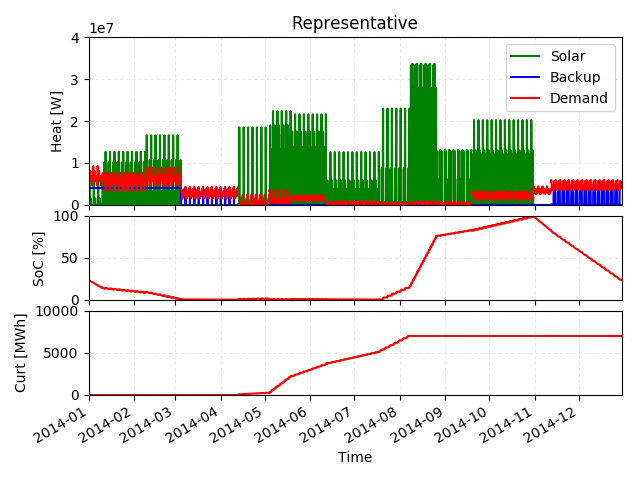 Representative
1e7
Heat [W]
4
3
2
1
0
Solar
Backup
Demand
SoC [%]
100
50
0
Curt [MWh]
10000
5000
0
2014-01
2014-02
2014-03
2014-04
2014-05
2014-06
2014-07
2014-08
2014-09
2014-10
2014-11
2014-12
Time